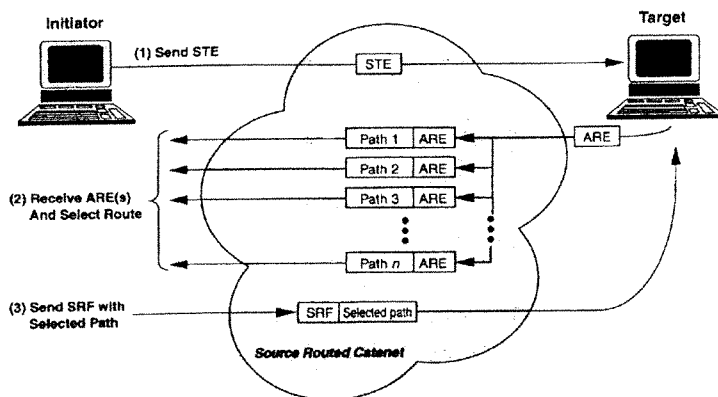 Initiator
Target
(1) Send STE
STE
ARE
Path 1 ARE
Path 2 ARE
(2) Receive ARE(s)
And Select Route
Path 3 ARE
Path n ARE
(3) Send SRF with
Selected Path
SRF Selected path
Source Routed Catenet